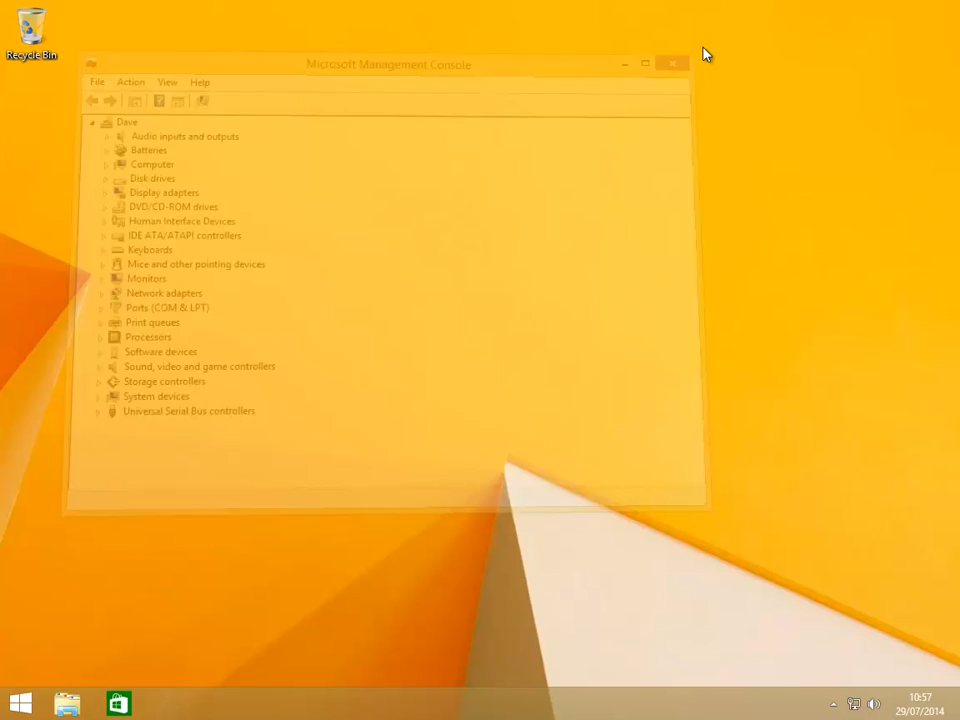 Recycle Bin
Microsoft Management Console
File Action View Help
Dave
Audio inputs and outputs
Batteries
Computer
Disk drives
Display adapters
DVD/CD-ROM drives
Human Interface Devices
IDE ATA/ATAPI controllers
Keyboards
Mice and other pointing devices
Monitors
Network adapters
Ports (COM & LPT)
Print queues
Processors
Software devices
Sound, video and game controllers
Storage controllers
System devices
Universal Serial Bus controllers
10:57
29/07/2014